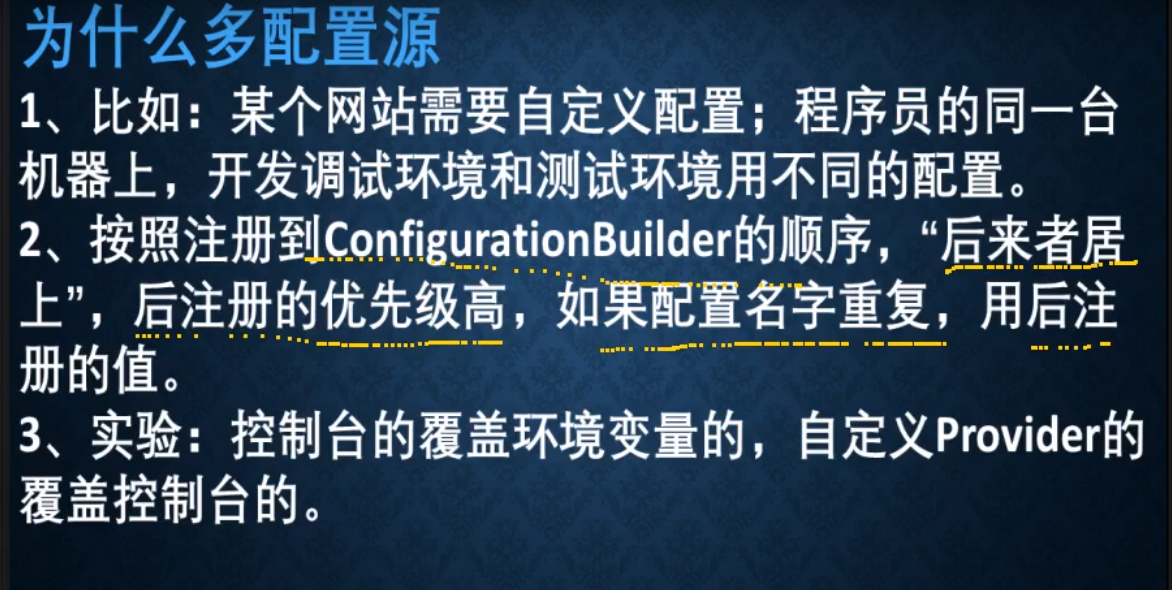 为什么多配置源
1、比如：某个网站需要自定义配置；程序员的同一台
机器上，开发调试环境和测试环境用不同的配置。
2、按照注册到ConfigurationBuilder的顺序，“后来者居
上”，后注册的优先级高，如果配置名字重复，用后注
册的值。
3、实验：控制台的覆盖环境变量的，自定义Provider的
覆盖控制台的。